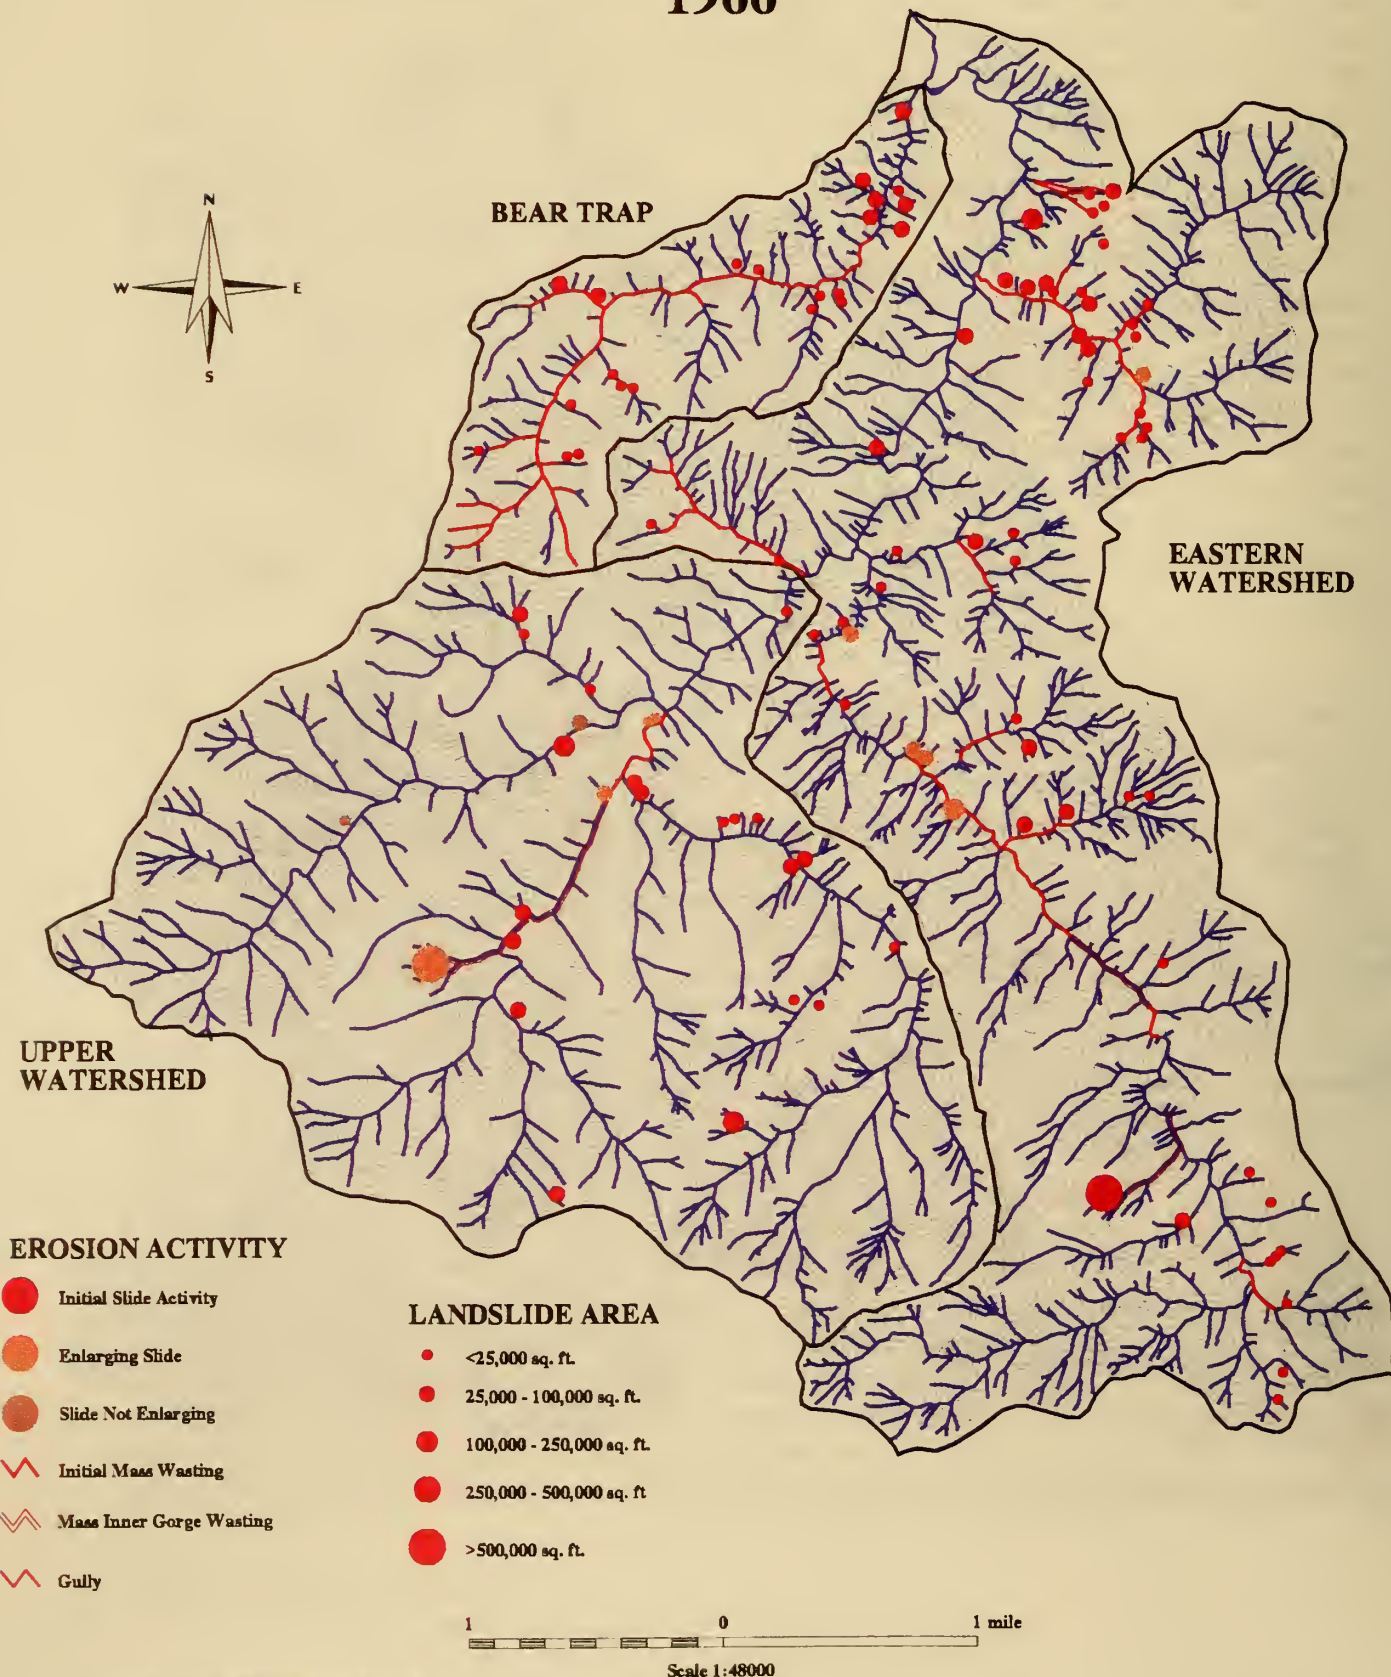 1966
N
BEAR TRAP
W
E
S
EASTERN
WATERSHED
UPPER
WATERSHED
EROSION ACTIVITY
Initial Slide Activity
Enlarging Slide
Slide Not Enlarging
Initial Mass Wasting
Mass Inner Gorge Wasting
Gully
LANDSLIDE AREA
<25,000 sq. ft.
25,000 - 100,000 sq. ft.
100,000 - 250,000 sq. ft.
250,000 - 500,000 sq. ft
>500,000 sq. ft.
1 0 1 mile
Scale 1:48000